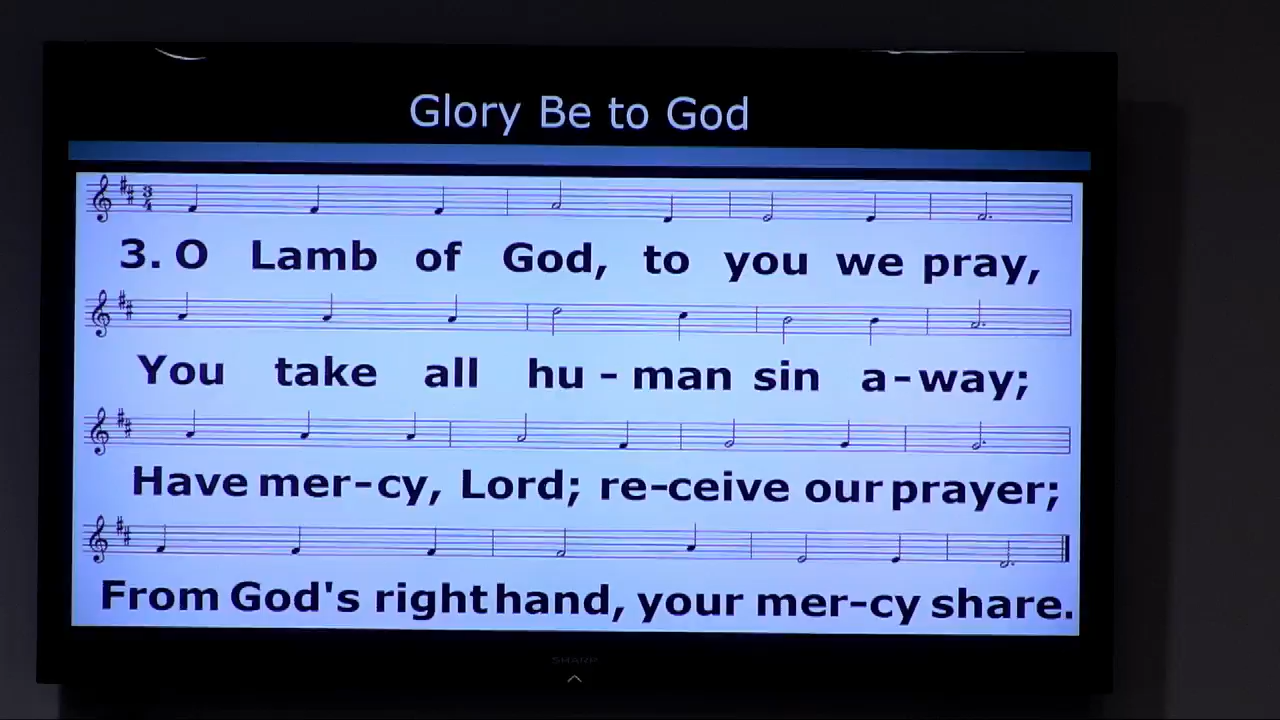 Glory Be to God
3. O Lamb of God, to you we pray,
You take all hu - man sin a-way;
Have mer-cy, Lord; re-ceive our prayer;
From God's right hand, your mer-cy share.
SHARP